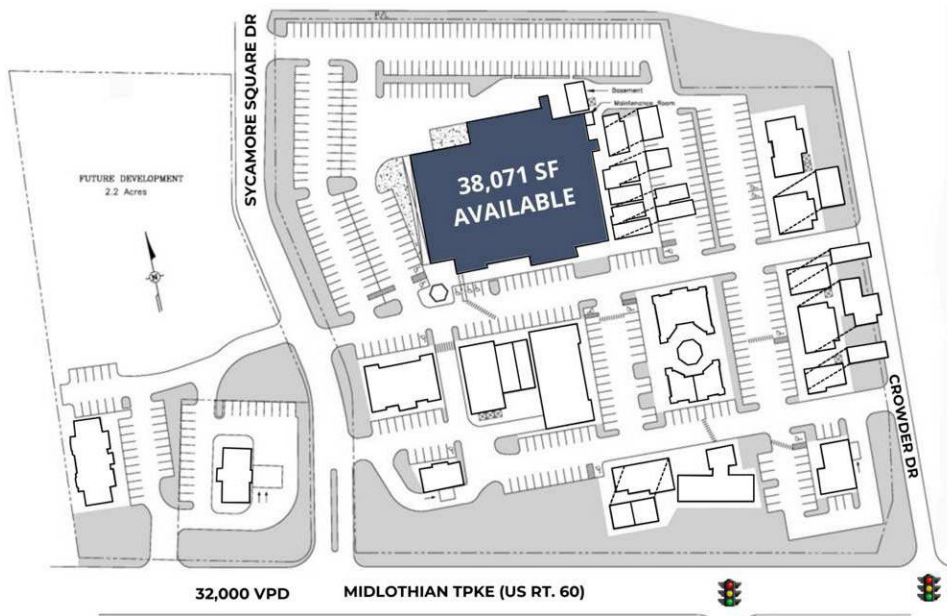 SYCAMORE SQUARE DR
Basement
Maintenance Room
FUTURE DEVELOPMENT
2.2 Acres
38,071 SF
AVAILABLE
CROWDER DR
32,000 VPD
MIDLOTHIAN TPKE (US RT. 60)